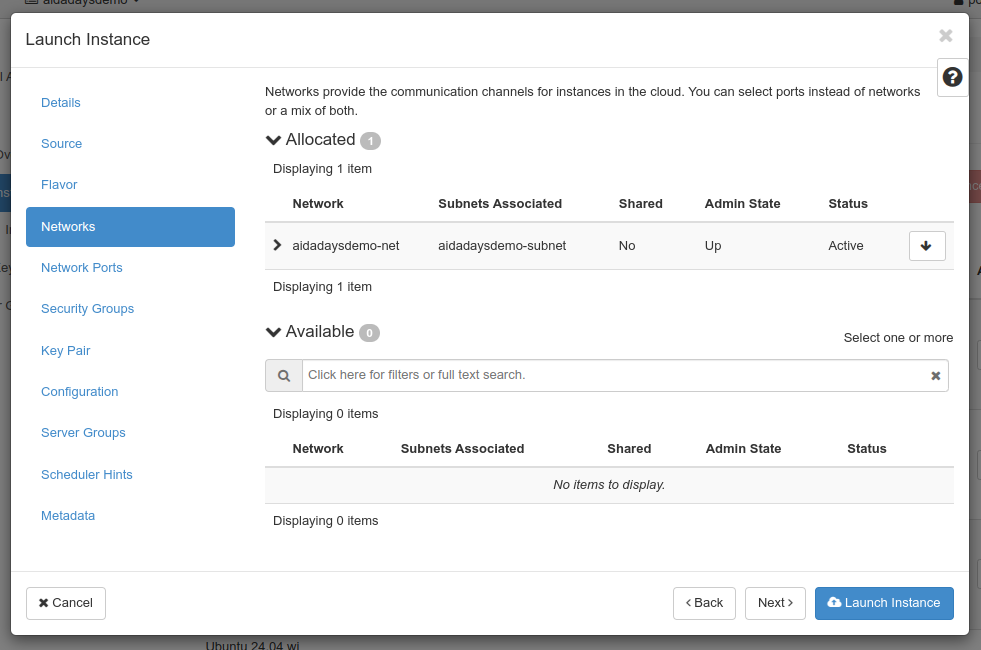 aidadaysdemo
Launch Instance
Details
Source
Flavor
Networks
Network Ports
Security Groups
Key Pair
Configuration
Server Groups
Scheduler Hints
Metadata
Networks provide the communication channels for instances in the cloud. You can select ports instead of networks
or a mix of both.
Allocated 1
Displaying 1 item
Network Subnets Associated Shared Admin State Status
aidadaysdemo-net aidadaysdemo-subnet No Up Active
Displaying 1 item
Available 0
Select one or more
Click here for filters or full text search.
Displaying 0 items
Network Subnets Associated Shared Admin State Status
No items to display.
Displaying 0 items
Cancel
< Back
Next >
Launch Instance
Ubuntu 24.04 wi